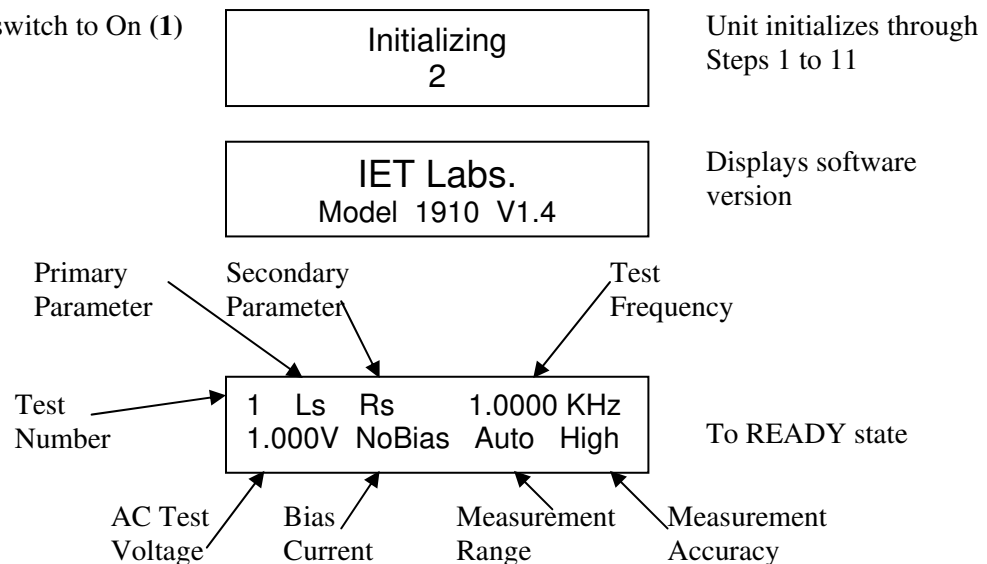 switch to On (1)
Initializing
2
Unit initializes through
Steps 1 to 11
IET Labs.
Model 1910 V1.4
Displays software
version
Primary
Parameter
Secondary
Parameter
Test
Frequency
Test
Number
1 Ls Rs 1.0000 KHz
1.000V NoBias Auto High
To READY state
AC Test
Voltage
Bias
Current
Measurement
Range
Measurement
Accuracy